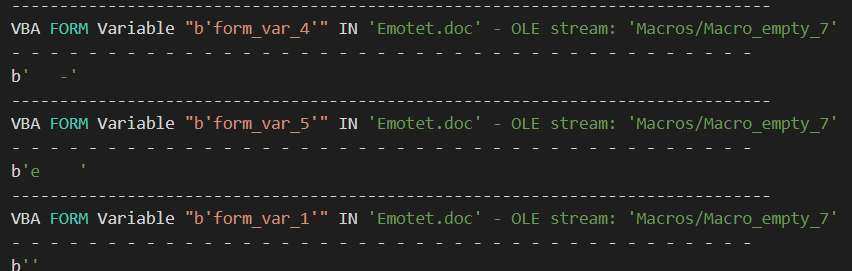 -------------------------------------------------------------------------------
VBA FORM Variable "b'form_var_4'" IN 'Emotet.doc' - OLE stream: 'Macros/Macro_empty_7'
- - - - - - - - - - - - - - - - - - - - - - - - - - - - - - - - - - - - - - -
b'   -'
-------------------------------------------------------------------------------
VBA FORM Variable "b'form_var_5'" IN 'Emotet.doc' - OLE stream: 'Macros/Macro_empty_7'
- - - - - - - - - - - - - - - - - - - - - - - - - - - - - - - - - - - - - - -
b'e    '
-------------------------------------------------------------------------------
VBA FORM Variable "b'form_var_1'" IN 'Emotet.doc' - OLE stream: 'Macros/Macro_empty_7'
- - - - - - - - - - - - - - - - - - - - - - - - - - - - - - - - - - - - - - -
b''